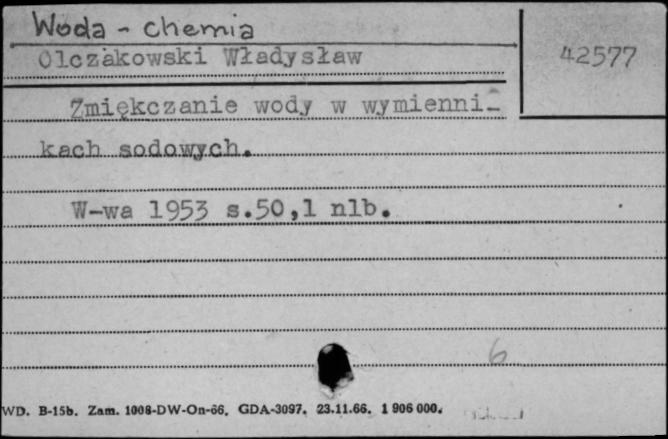 Woda - chemia
Olczakowski Władysław
42577
Zmiękczanie wody w wymienni-
kach sodowych.
W-wa 1953 s.50,1 nlb.
6
WD. B-15b. Zam. 1008-DW-On-66. GDA-3097. 23.11.66. 1 906 000.